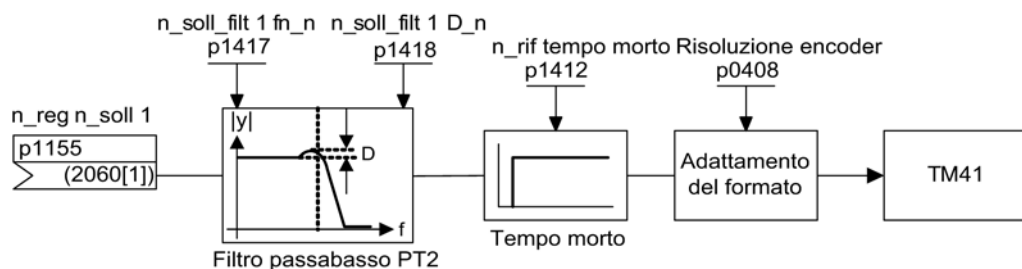 n_soll_filt 1 fn_n
p1417
n_soll_filt 1 D_n
p1418
n_rif tempo morto
p1412
Risoluzione encoder
p0408
n_reg n_soll 1
p1155
(2060[1])
|y|
D
f
Filtro passabasso PT2
Tempo morto
Adattamento
del formato
TM41